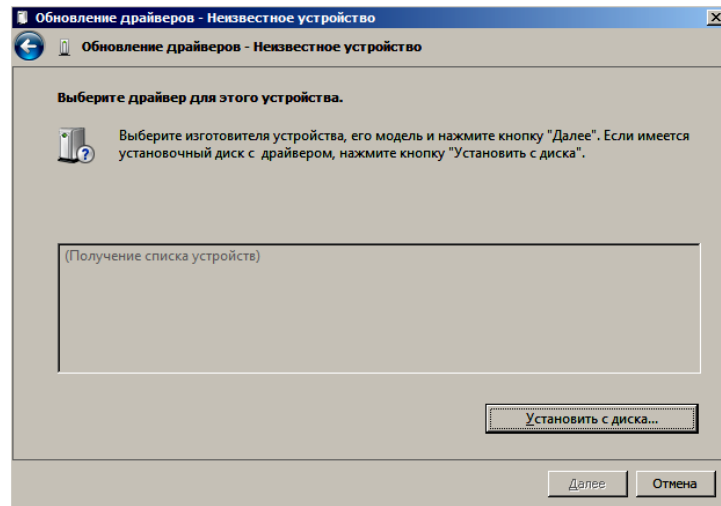 Обновление драйверов - Неизвестное устройство
Обновление драйверов - Неизвестное устройство
Выберите драйвер для этого устройства.
Выберите изготовителя устройства, его модель и нажмите кнопку "Далее". Если имеется
установочный диск с драйвером, нажмите кнопку "Установить с диска".
(Получение списка устройств)
Установить с диска...
Далее
Отмена